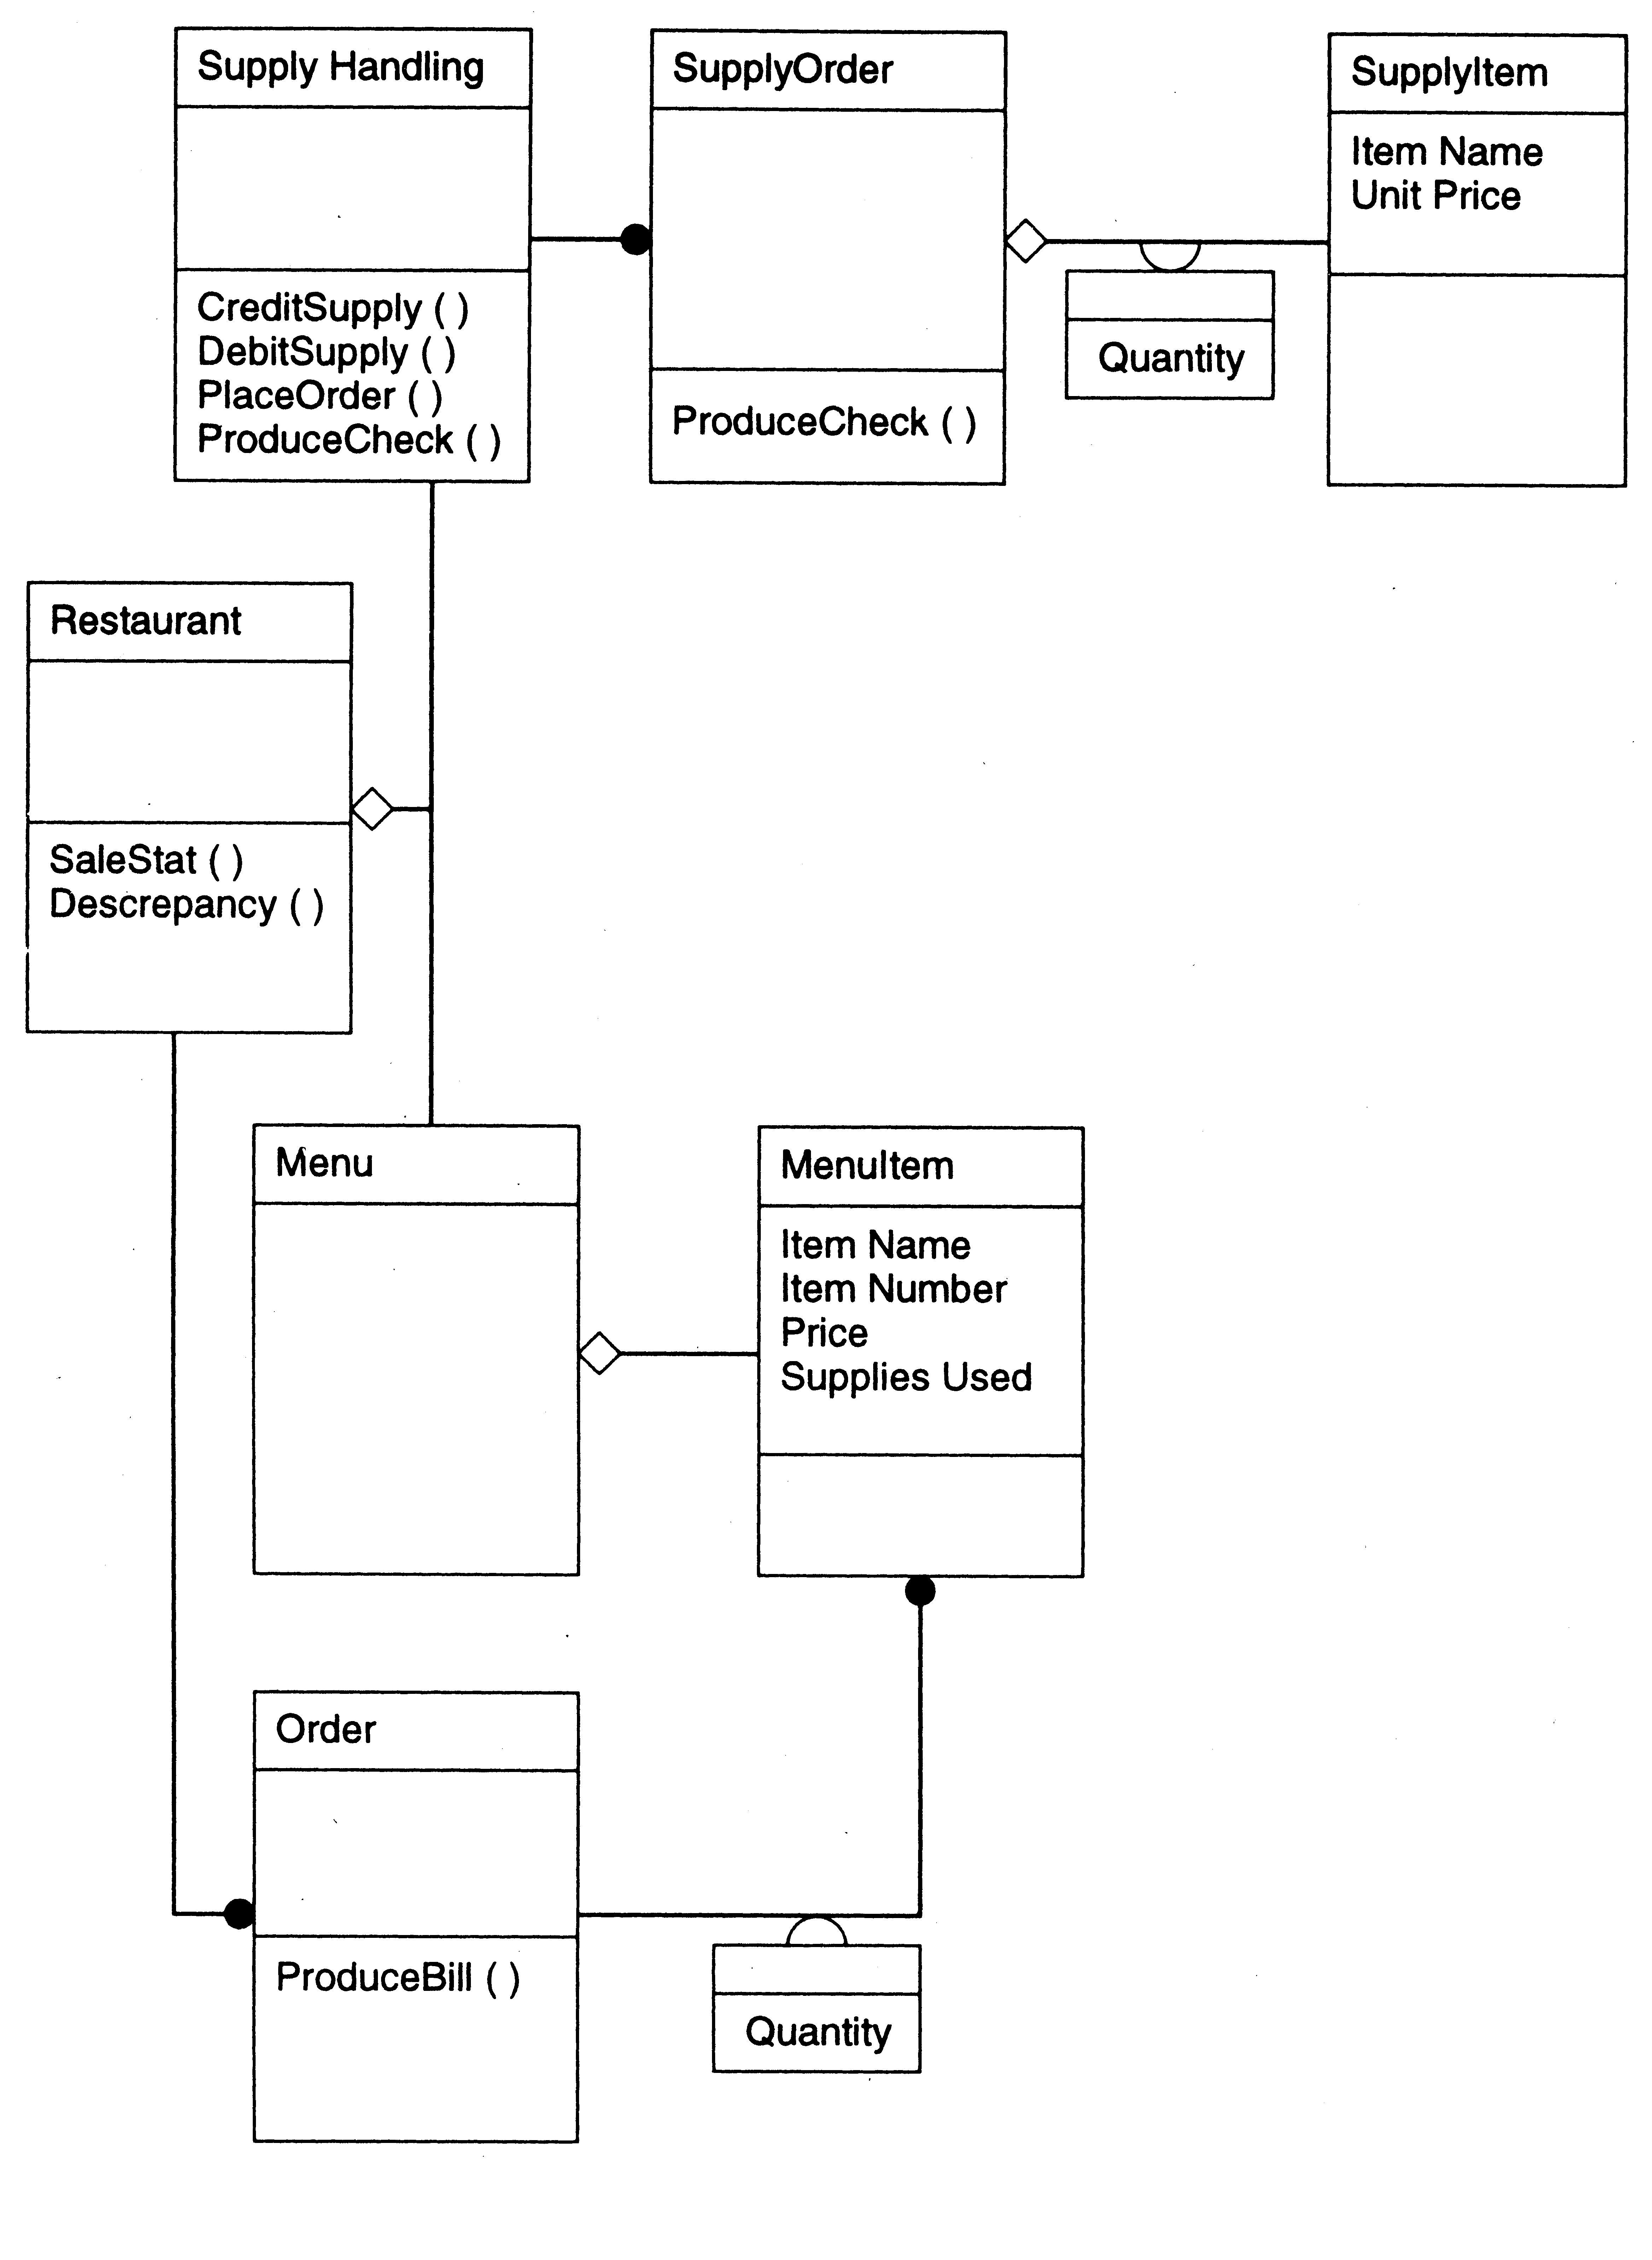 Supply Handling
CreditSupply ( )
DebitSupply ( )
PlaceOrder ( )
ProduceCheck ( )
SupplyOrder
ProduceCheck ( )
Quantity
SupplyItem
Item Name
Unit Price
Restaurant
SaleStat ( )
Descrepancy ( )
Menu
MenuItem
Item Name
Item Number
Price
Supplies Used
Order
ProduceBill ( )
Quantity